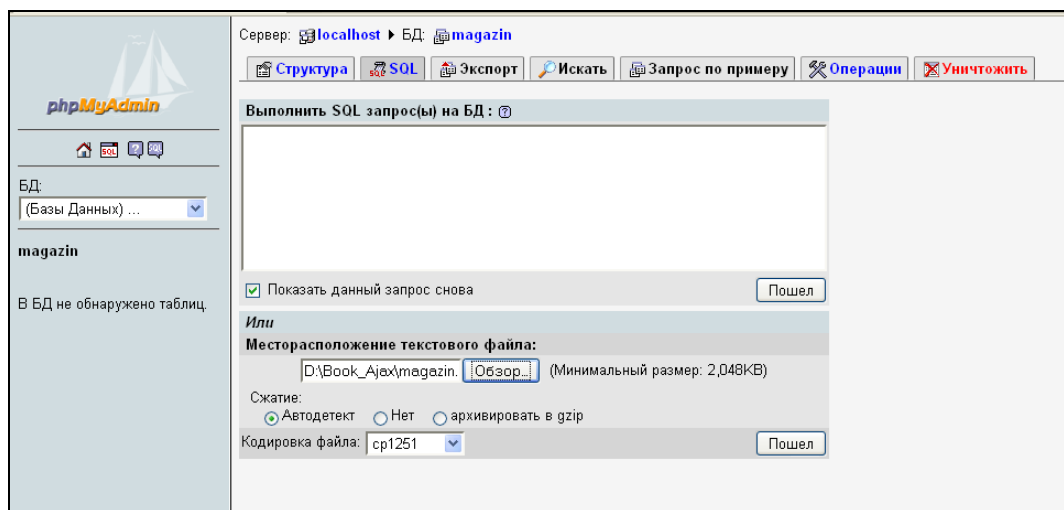 phpMyAdmin
БД:
(Базы Данных) ...
magazin
В БД не обнаружено таблиц.
Сервер: localhost БД: magazin
Структура SQL Экспорт Искать Запрос по примеру Операции Уничтожить
Выполнить SQL запрос(ы) на БД :
Показать данный запрос снова Пошел
Или
Месторасположение текстового файла:
D:\Book_Ajax\magazin. Обзор... (Минимальный размер: 2,048KB)
Сжатие:
Автодетект Нет архивировать в gzip
Кодировка файла: cp1251 Пошел